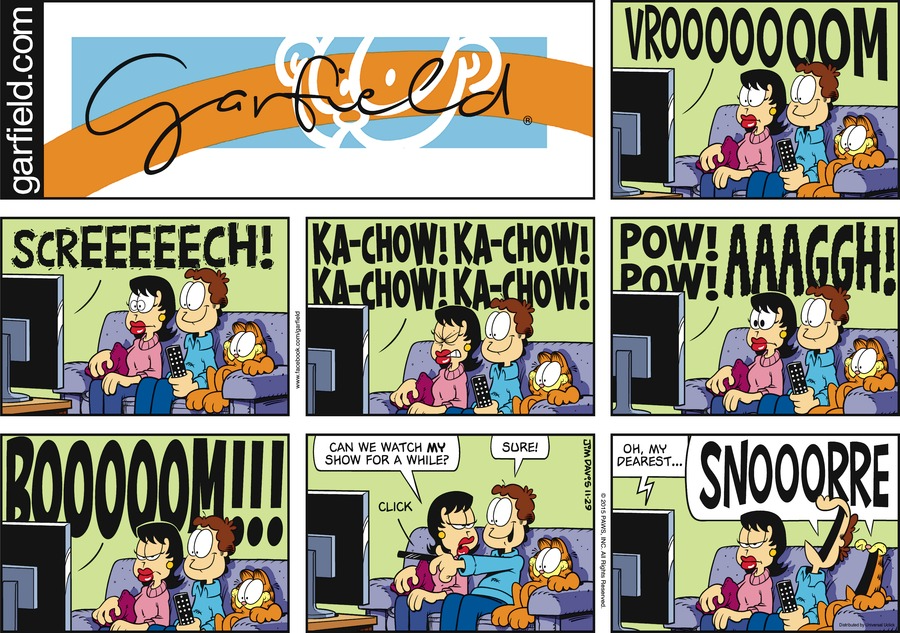 garfield.com
Garfield®
VROOOOOOOOM
SCREEEEEECH!
www.facebook.com/garfield
KA-CHOW! KA-CHOW!
KA-CHOW! KA-CHOW!
POW!
POW!
AAAGGH!
BOOOOOM!!!
CAN WE WATCH MY
SHOW FOR A WHILE?
SURE!
CLICK
JIM DAVIS 11-29
© 2015 PAWS, INC. All Rights Reserved.
OH, MY
DEAREST...
SNOOORRE
Distributed by Universal Uclick